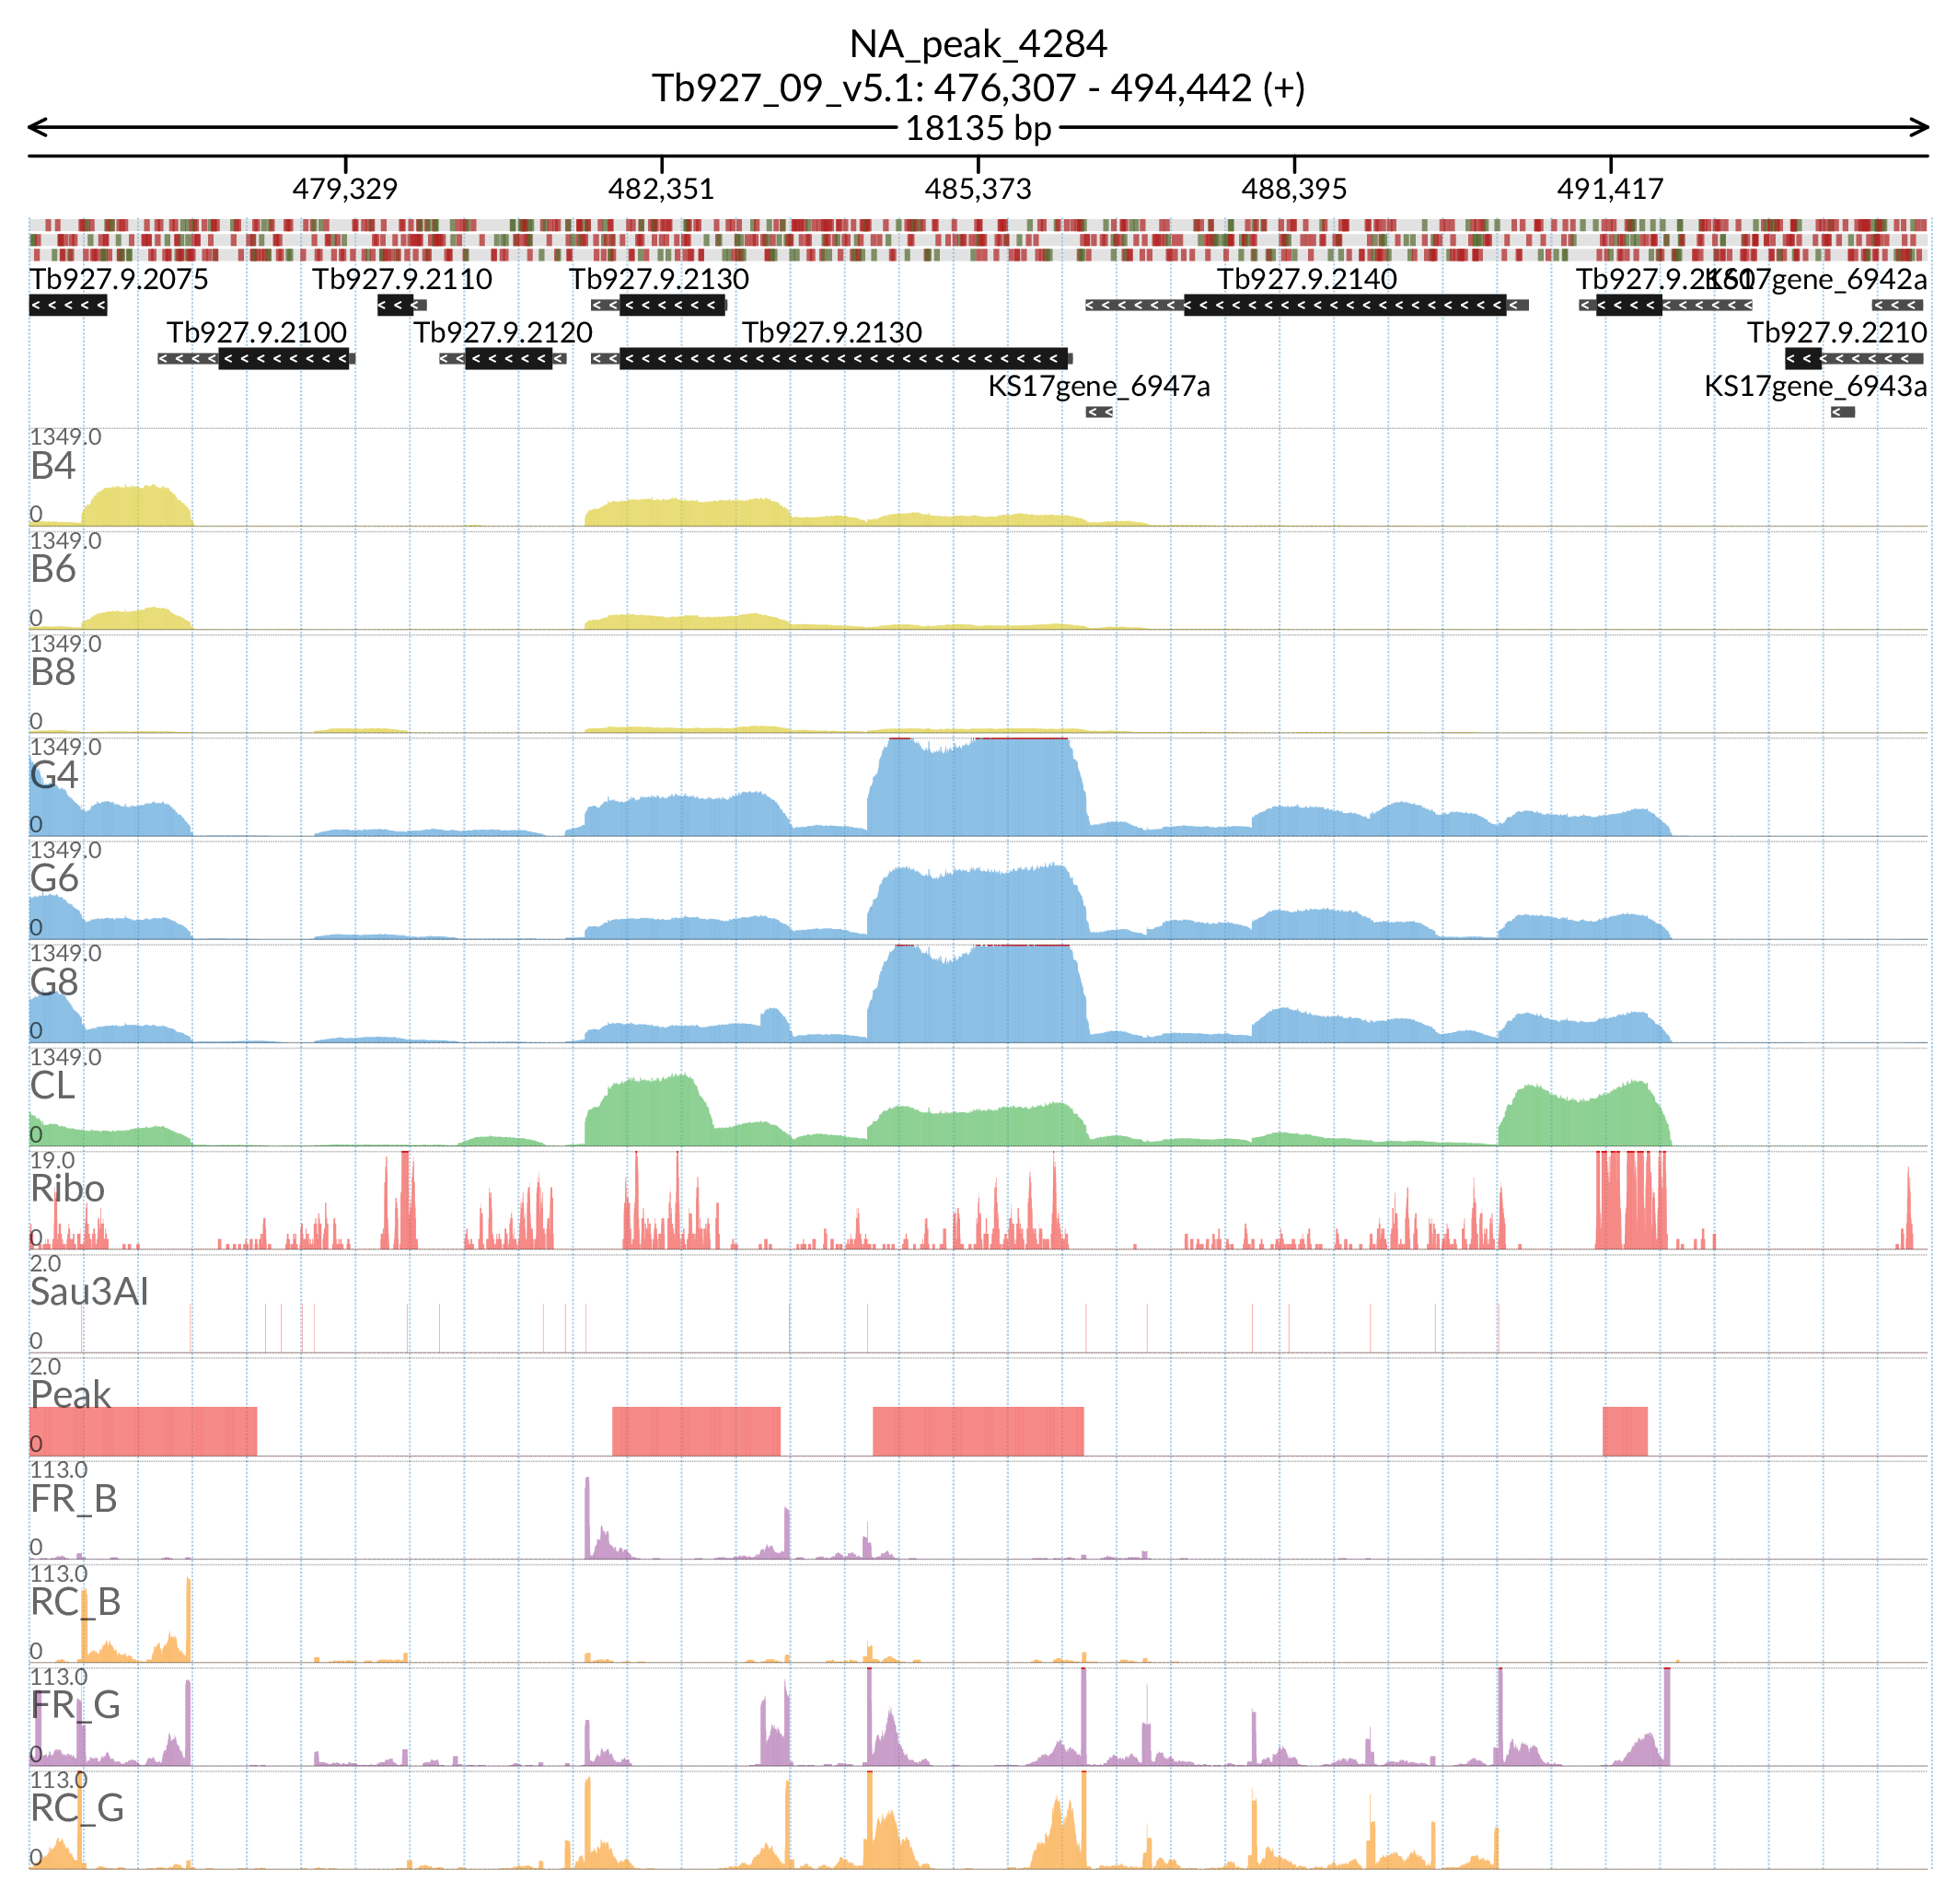 NA_peak_4284
Tb927_09_v5.1: 476,307 - 494,442 (+)
18135 bp
479,329 482,351 485,373 488,395 491,417
Tb927.9.2075 Tb927.9.2110 Tb927.9.2130 Tb927.9.2140 Tb927.9.2160 KS17gene_6942a
Tb927.9.2100 Tb927.9.2120 Tb927.9.2130 Tb927.9.2210
KS17gene_6947a KS17gene_6943a
1349.0
B4
0
1349.0
B6
0
1349.0
B8
0
1349.0
G4
0
1349.0
G6
0
1349.0
G8
0
1349.0
CL
0
19.0
Ribo
0
2.0
Sau3AI
0
2.0
Peak
0
113.0
FR_B
0
113.0
RC_B
0
113.0
FR_G
0
113.0
RC_G
0